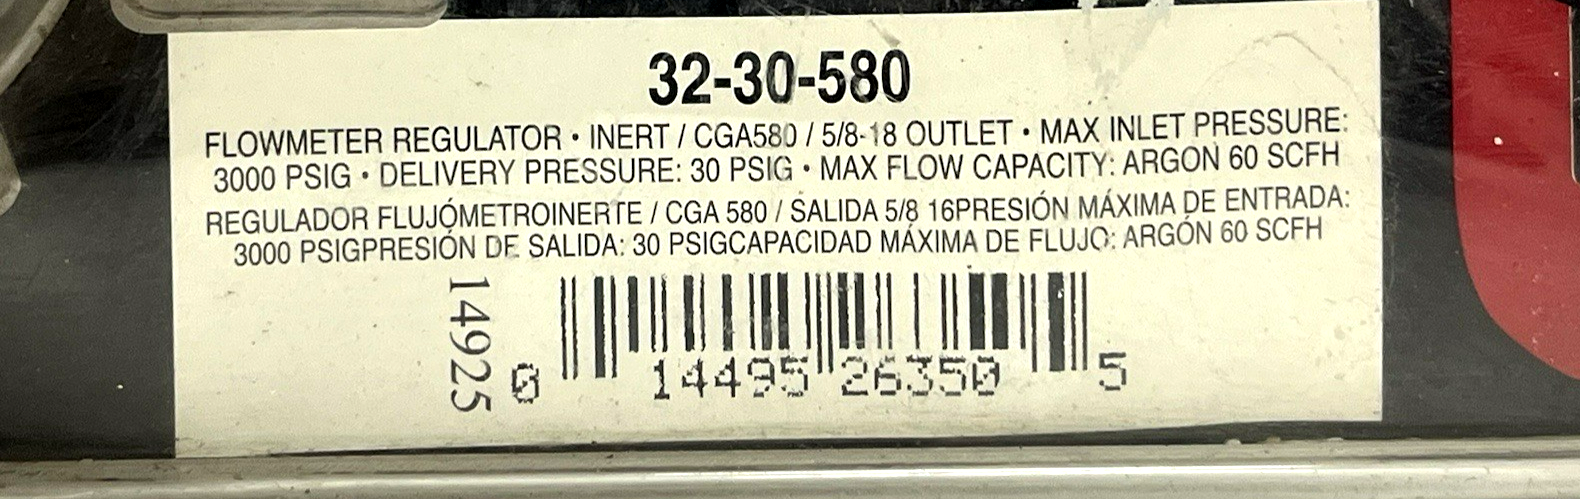 32-30-580
FLOWMETER REGULATOR • INERT / CGA580 / 5/8-18 OUTLET • MAX INLET PRESSURE:
3000 PSIG • DELIVERY PRESSURE: 30 PSIG • MAX FLOW CAPACITY: ARGON 60 SCFH
REGULADOR FLUJÓMETROINERTE / CGA 580 / SALIDA 5/8 16PRESIÓN MÁXIMA DE ENTRADA:
3000 PSIGPRESIÓN DE SALIDA: 30 PSIGCAPACIDAD MÁXIMA DE FLUJO: ARGÓN 60 SCFH
14925
0 14495 26350 5